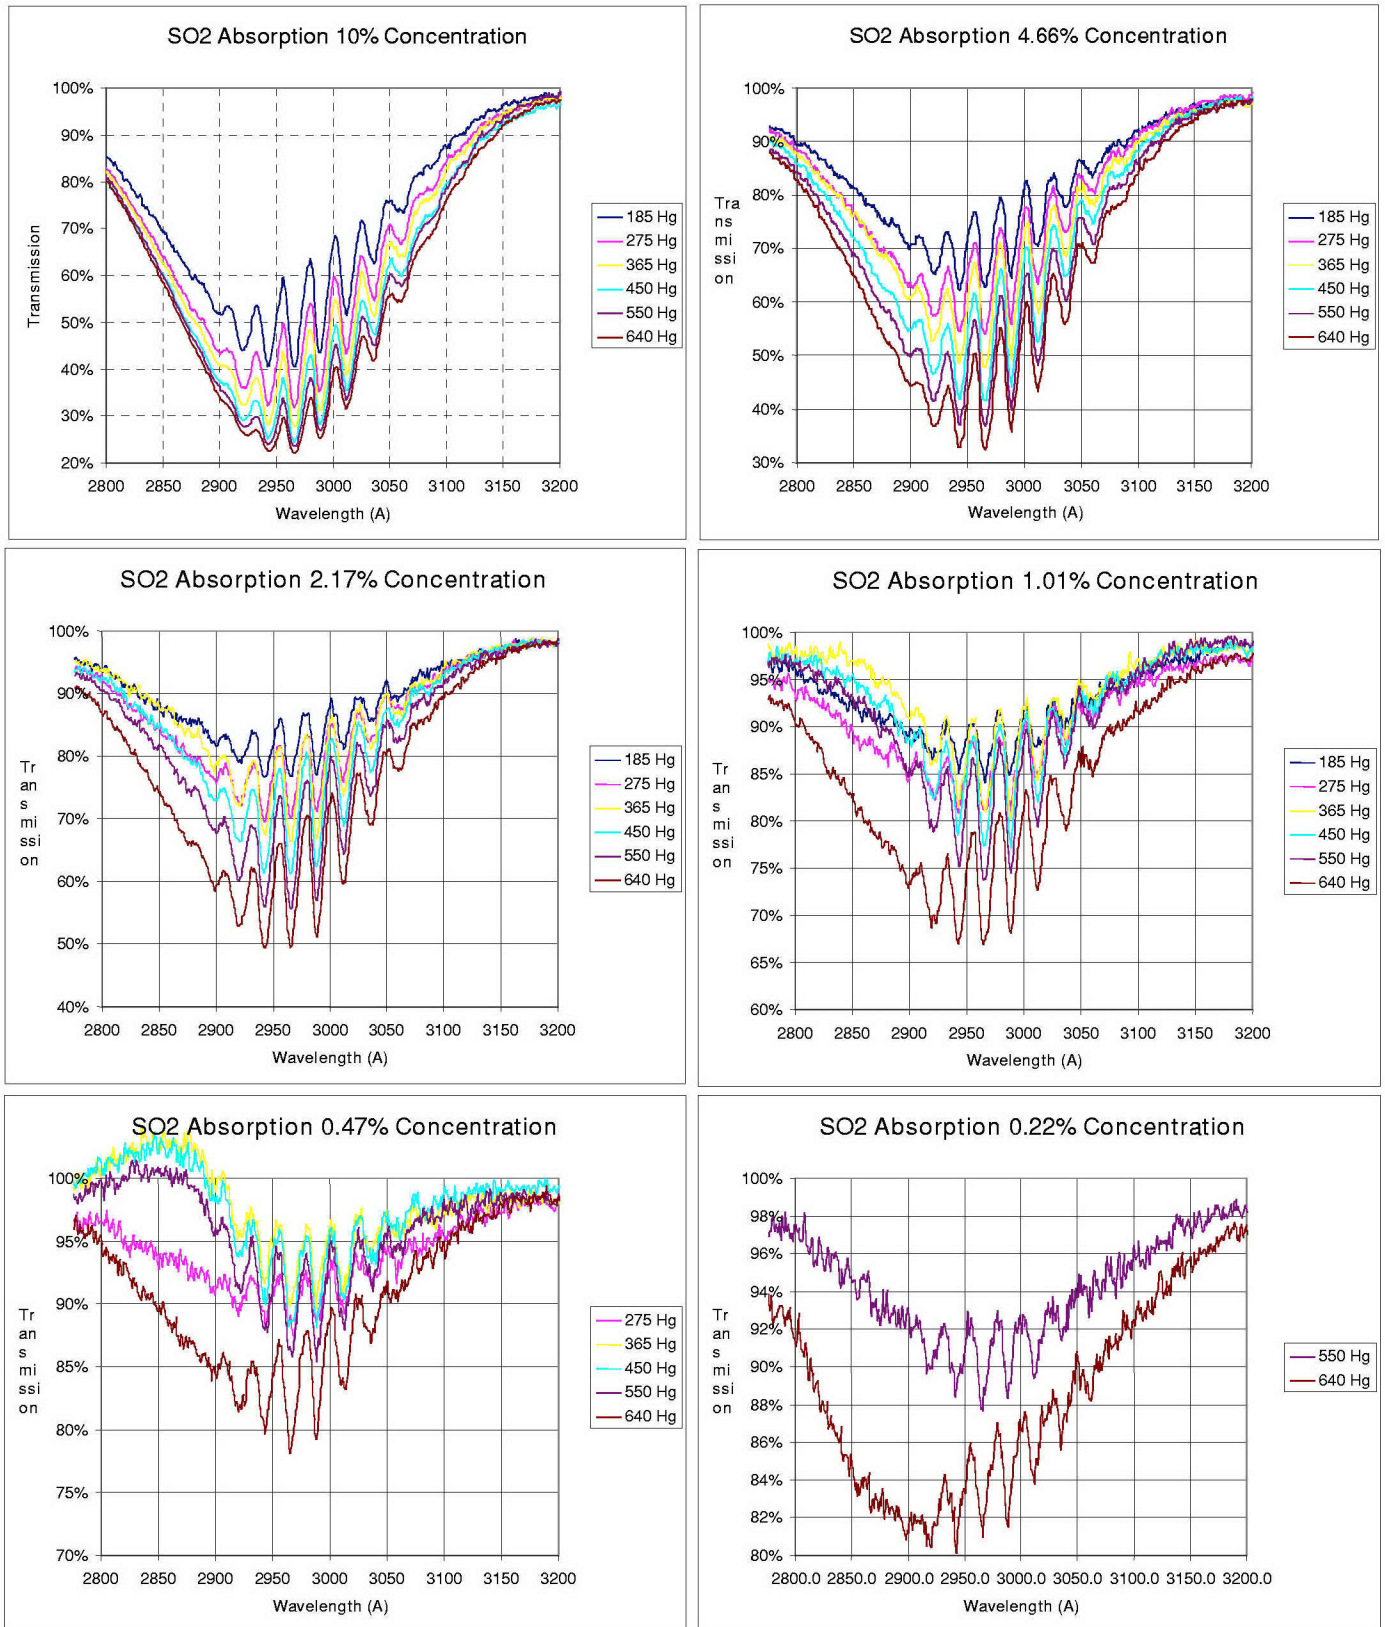 SO2 Absorption 10% Concentration
100%
90%
80%
70%
60%
50%
40%
30%
20%
Transmission
2800 2850 2900 2950 3000 3050 3100 3150 3200
Wavelength (A)
185 Hg
275 Hg
365 Hg
450 Hg
550 Hg
640 Hg
SO2 Absorption 4.66% Concentration
100%
90%
80%
70%
60%
50%
40%
30%
Tra
ns
mi
ssi
on
2800 2850 2900 2950 3000 3050 3100 3150 3200
Wavelength (A)
185 Hg
275 Hg
365 Hg
450 Hg
550 Hg
640 Hg
SO2 Absorption 2.17% Concentration
100%
90%
80%
70%
60%
50%
40%
Tr
an
s
mi
ssi
on
2800 2850 2900 2950 3000 3050 3100 3150 3200
Wavelength (A)
185 Hg
275 Hg
365 Hg
450 Hg
550 Hg
640 Hg
SO2 Absorption 1.01% Concentration
100%
95%
90%
85%
80%
75%
70%
65%
60%
Tr
an
s
mi
ssi
on
2800 2850 2900 2950 3000 3050 3100 3150 3200
Wavelength (A)
185 Hg
275 Hg
365 Hg
450 Hg
550 Hg
640 Hg
SO2 Absorption 0.47% Concentration
100%
95%
90%
85%
80%
75%
70%
Tr
an
s
mi
ssi
on
2800 2850 2900 2950 3000 3050 3100 3150 3200
Wavelength (A)
275 Hg
365 Hg
450 Hg
550 Hg
640 Hg
SO2 Absorption 0.22% Concentration
100%
98%
96%
94%
92%
90%
88%
86%
84%
82%
80%
Tr
an
s
mi
ssi
on
2800.0 2850.0 2900.0 2950.0 3000.0 3050.0 3100.0 3150.0 3200.0
Wavelength (A)
550 Hg
640 Hg